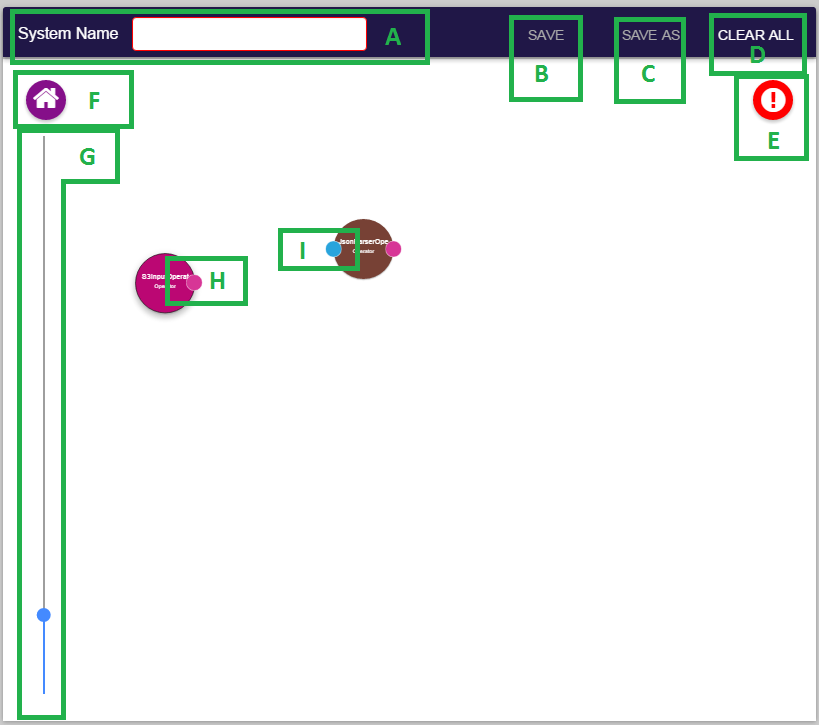 System Name A SAVE SAVE AS CLEAR ALL
B C D
F !
E
G
JsonParserOpe
I Operator
B3InputOperat H
Operator